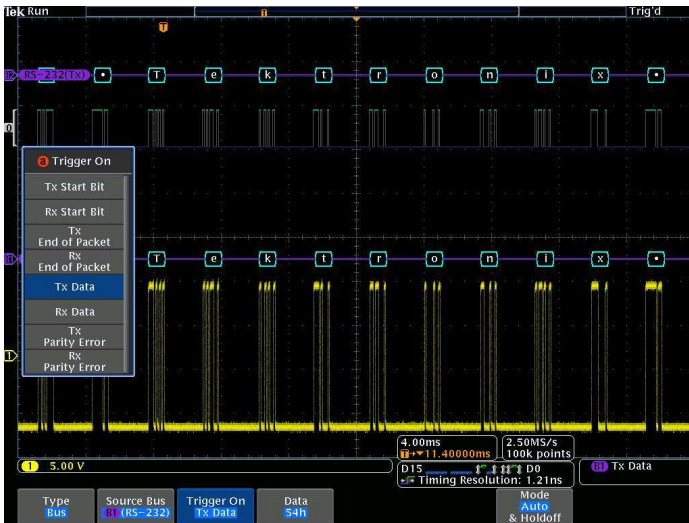 Tek Run Trig'd
T
T
RS-232(Tx) • T e k t r o n i x •
a Trigger On
Tx Start Bit
Rx Start Bit
Tx
End of Packet
Rx
End of Packet
Tx Data
Rx Data
Tx
Parity Error
Rx
Parity Error
T e k t r o n i x •
1
4.00ms
T→▼11.40000ms
2.50MS/s
100k points
1 5.00 V
D15 D0
Timing Resolution: 1.21ns
B1 Tx Data
Type
Bus
Source Bus
B1 (RS-232)
Trigger On
Tx Data
Data
54h
Mode
Auto
& Holdoff